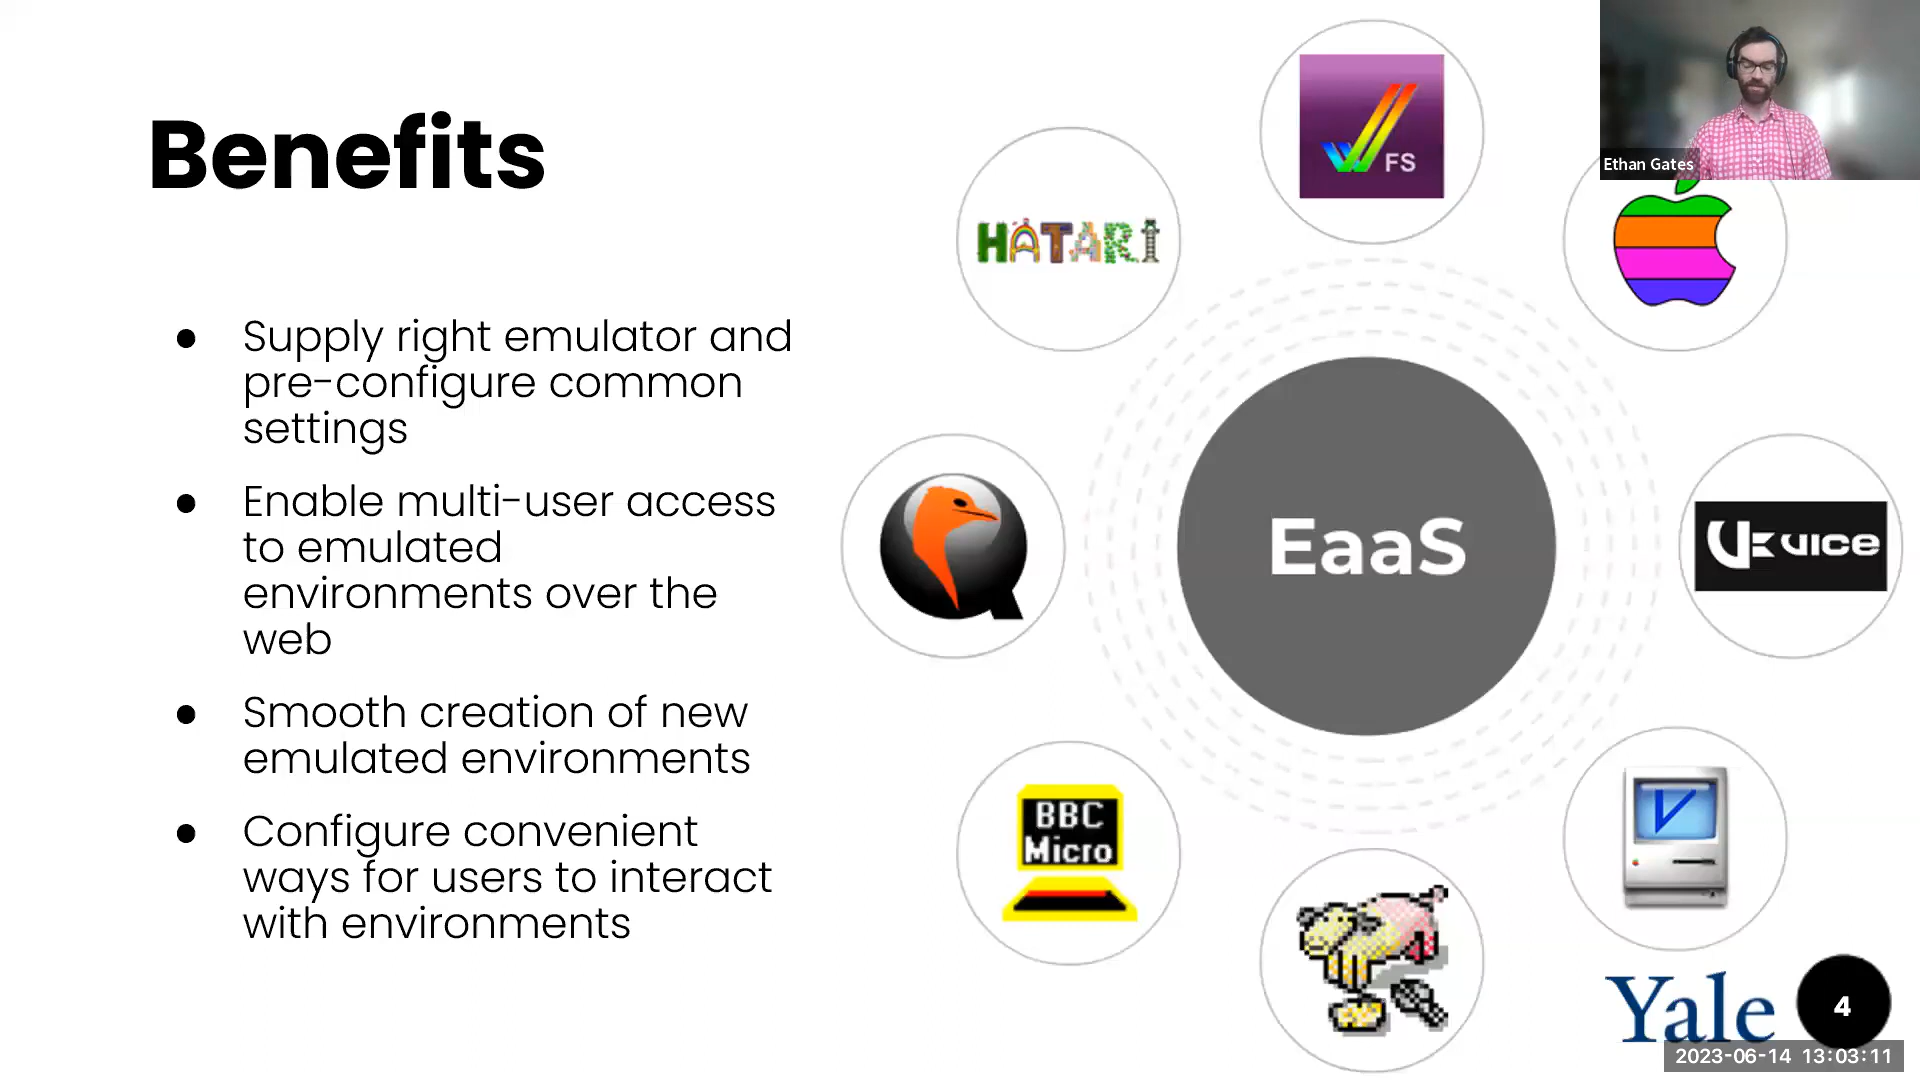 Benefits
Supply right emulator and
pre-configure common
settings
Enable multi-user access
to emulated
environments over the
web
Smooth creation of new
emulated environments
Configure convenient
ways for users to interact
with environments
HATARI
FS
Ethan Gates
EaaS
VICE
BBC
Micro
Yale
4
2023-06-14 13:03:11